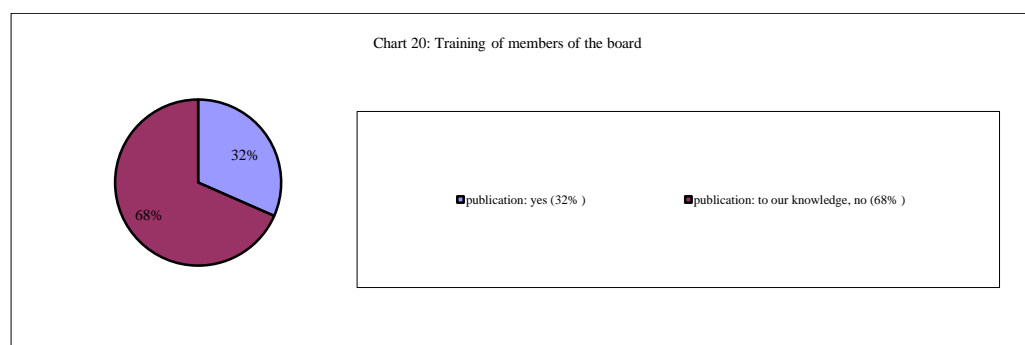 Chart 20: Training of members of the board
32%
68%
publication: yes (32% )
publication: to our knowledge, no (68% )